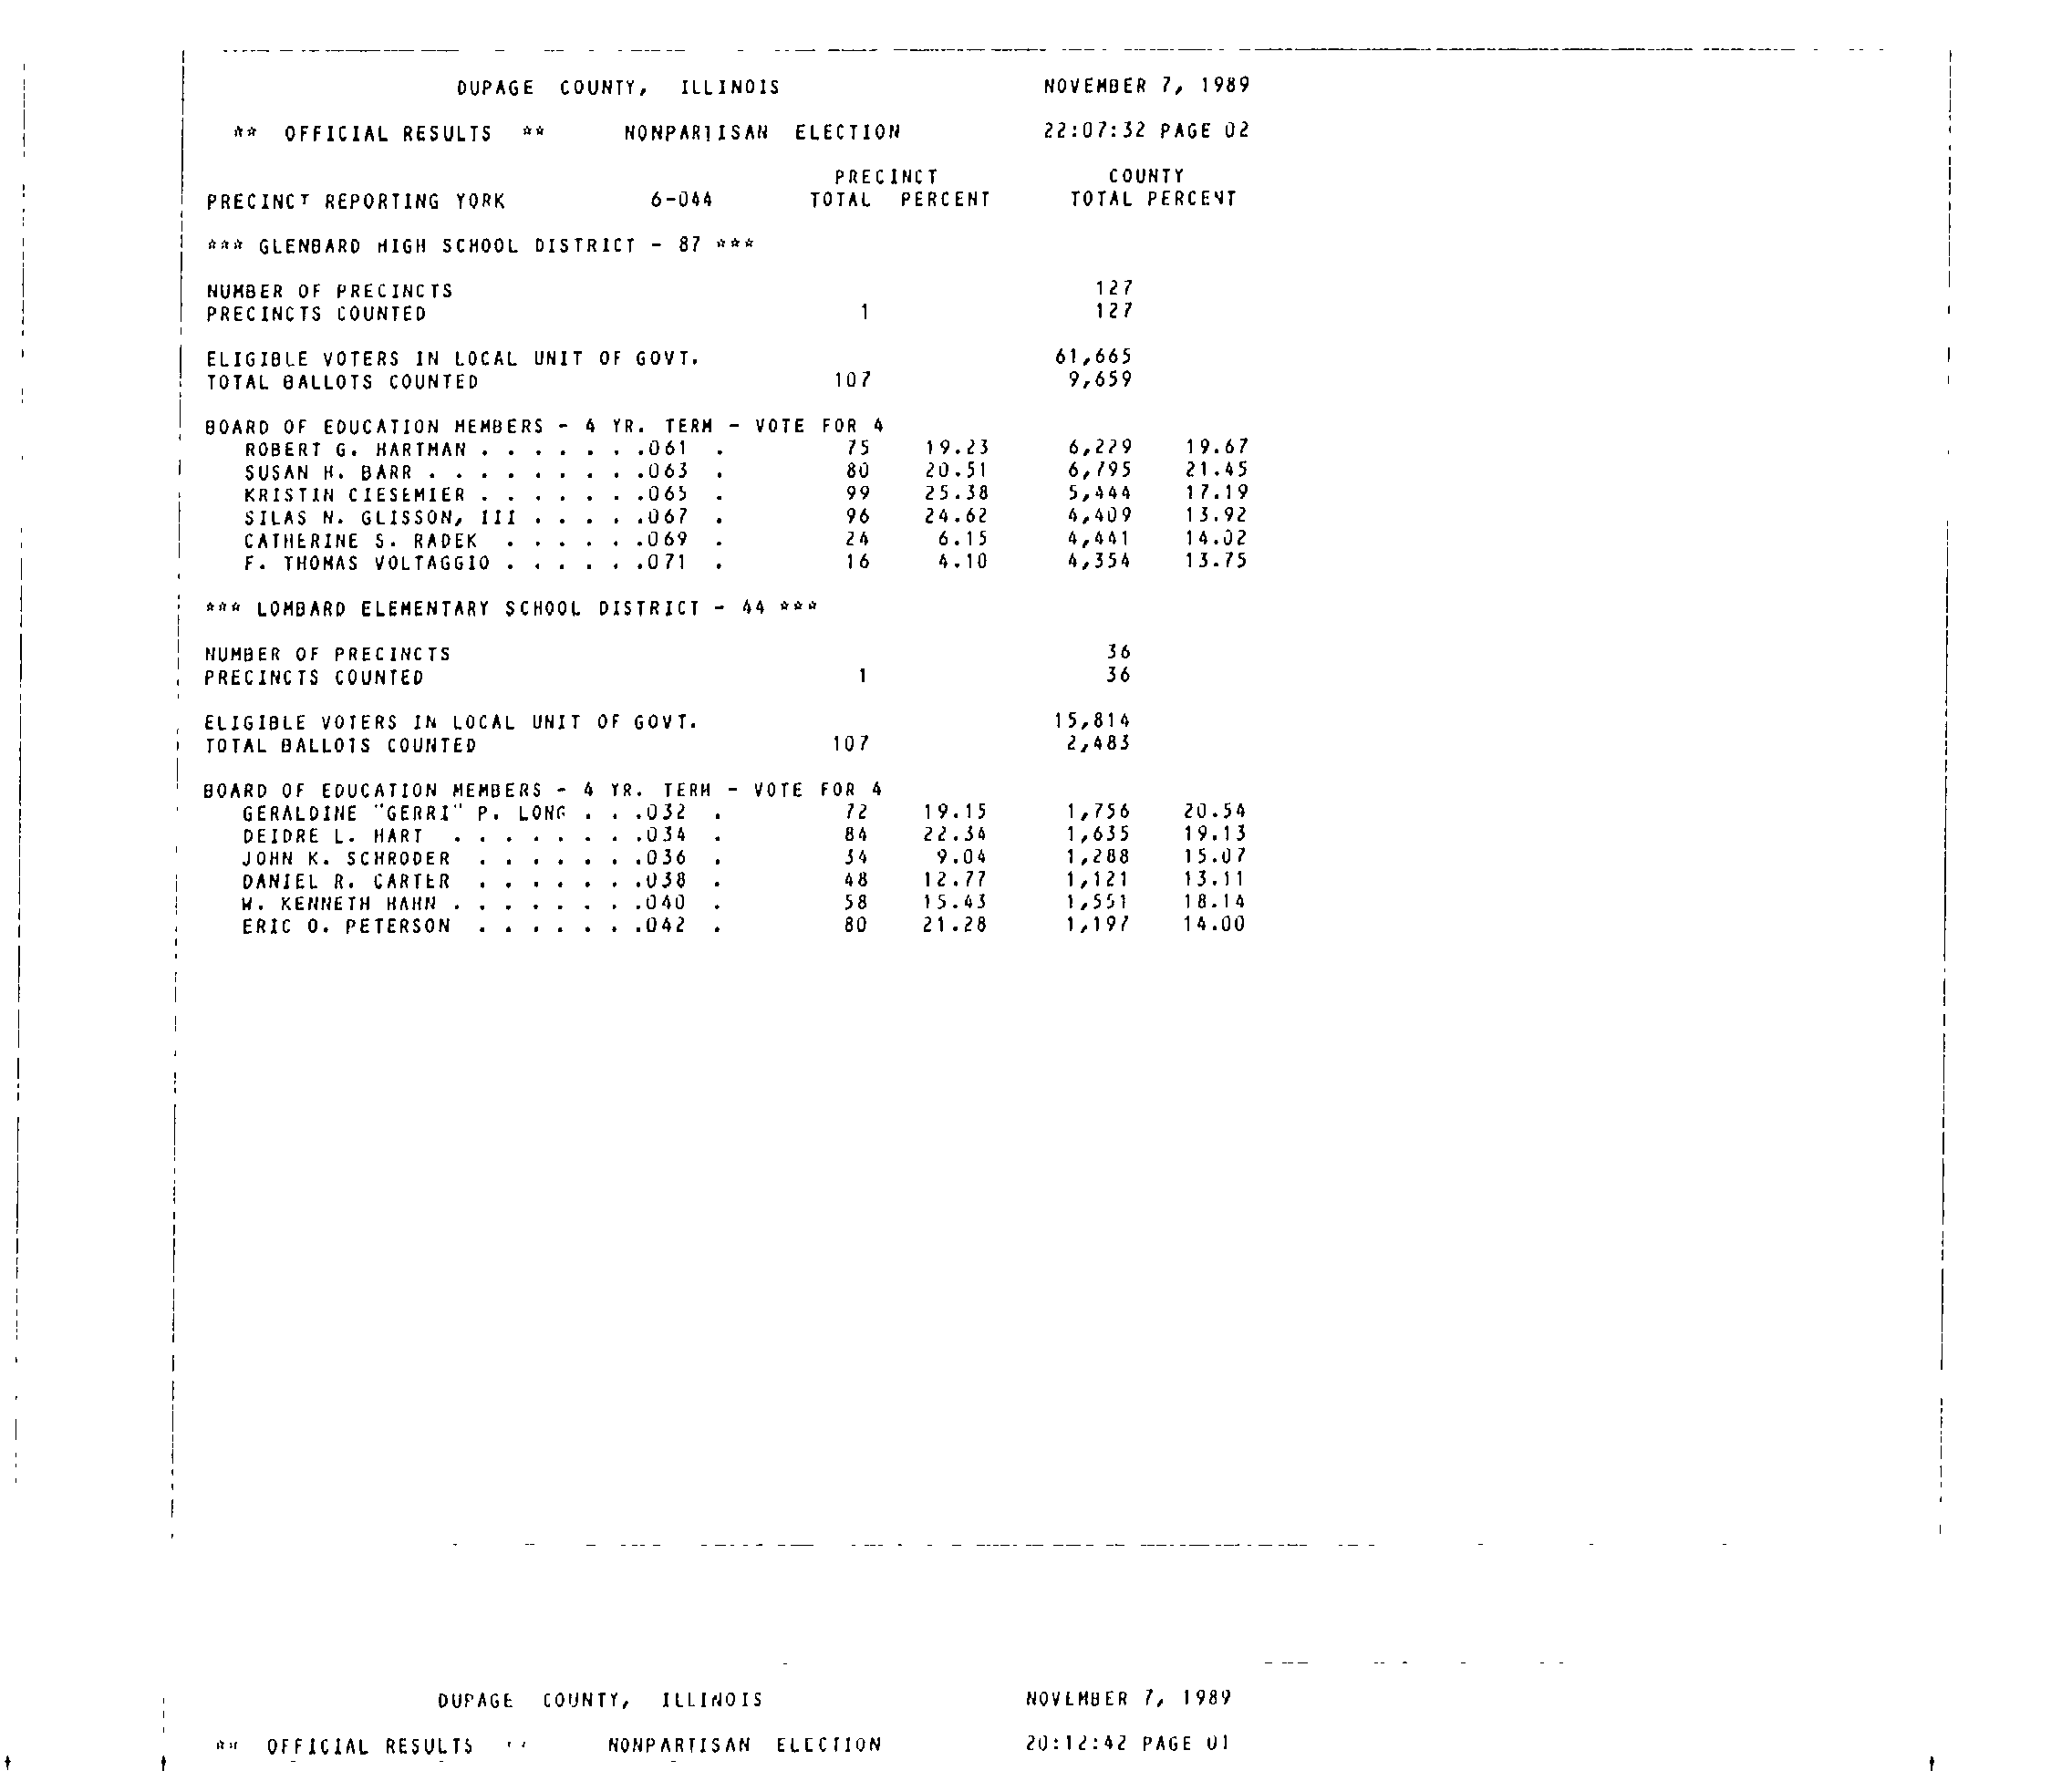 DUPAGE COUNTY, ILLINOIS NOVEMBER 7, 1989
** OFFICIAL RESULTS ** NONPARTISAN ELECTION 22:07:32 PAGE 02
PRECINCT COUNTY
PRECINCT REPORTING YORK 6-044 TOTAL PERCENT TOTAL PERCENT
*** GLENBARD HIGH SCHOOL DISTRICT - 87 ***
NUMBER OF PRECINCTS 127
PRECINCTS COUNTED 1 127
ELIGIBLE VOTERS IN LOCAL UNIT OF GOVT. 61,665
TOTAL BALLOTS COUNTED 107 9,659
BOARD OF EDUCATION MEMBERS - 4 YR. TERM - VOTE FOR 4
ROBERT G. HARTMAN . . . . . . .061 . 75 19.23 6,229 19.67
SUSAN H. BARR . . . . . . . . .063 . 80 20.51 6,795 21.45
KRISTIN CIESEMIER . . . . . . .065 . 99 25.38 5,444 17.19
SILAS N. GLISSON, III . . . . .067 . 96 24.62 4,409 13.92
CATHERINE S. RADEK . . . . . .069 . 24 6.15 4,441 14.02
F. THOMAS VOLTAGGIO . . . . . .071 . 16 4.10 4,354 13.75
*** LOMBARD ELEMENTARY SCHOOL DISTRICT - 44 ***
NUMBER OF PRECINCTS 36
PRECINCTS COUNTED 1 36
ELIGIBLE VOTERS IN LOCAL UNIT OF GOVT. 15,814
TOTAL BALLOTS COUNTED 107 2,483
BOARD OF EDUCATION MEMBERS - 4 YR. TERM - VOTE FOR 4
GERALDINE "GERRI" P. LONG . . .032 . 72 19.15 1,756 20.54
DEIDRE L. HART . . . . . . . .034 . 84 22.34 1,635 19.13
JOHN K. SCHRODER . . . . . . .036 . 34 9.04 1,288 15.07
DANIEL R. CARTER . . . . . . .038 . 48 12.77 1,121 13.11
W. KENNETH HAHN . . . . . . . .040 . 58 15.43 1,551 18.14
ERIC O. PETERSON . . . . . . .042 . 80 21.28 1,197 14.00
DUPAGE COUNTY, ILLINOIS NOVEMBER 7, 1989
** OFFICIAL RESULTS ** NONPARTISAN ELECTION 20:12:42 PAGE 01